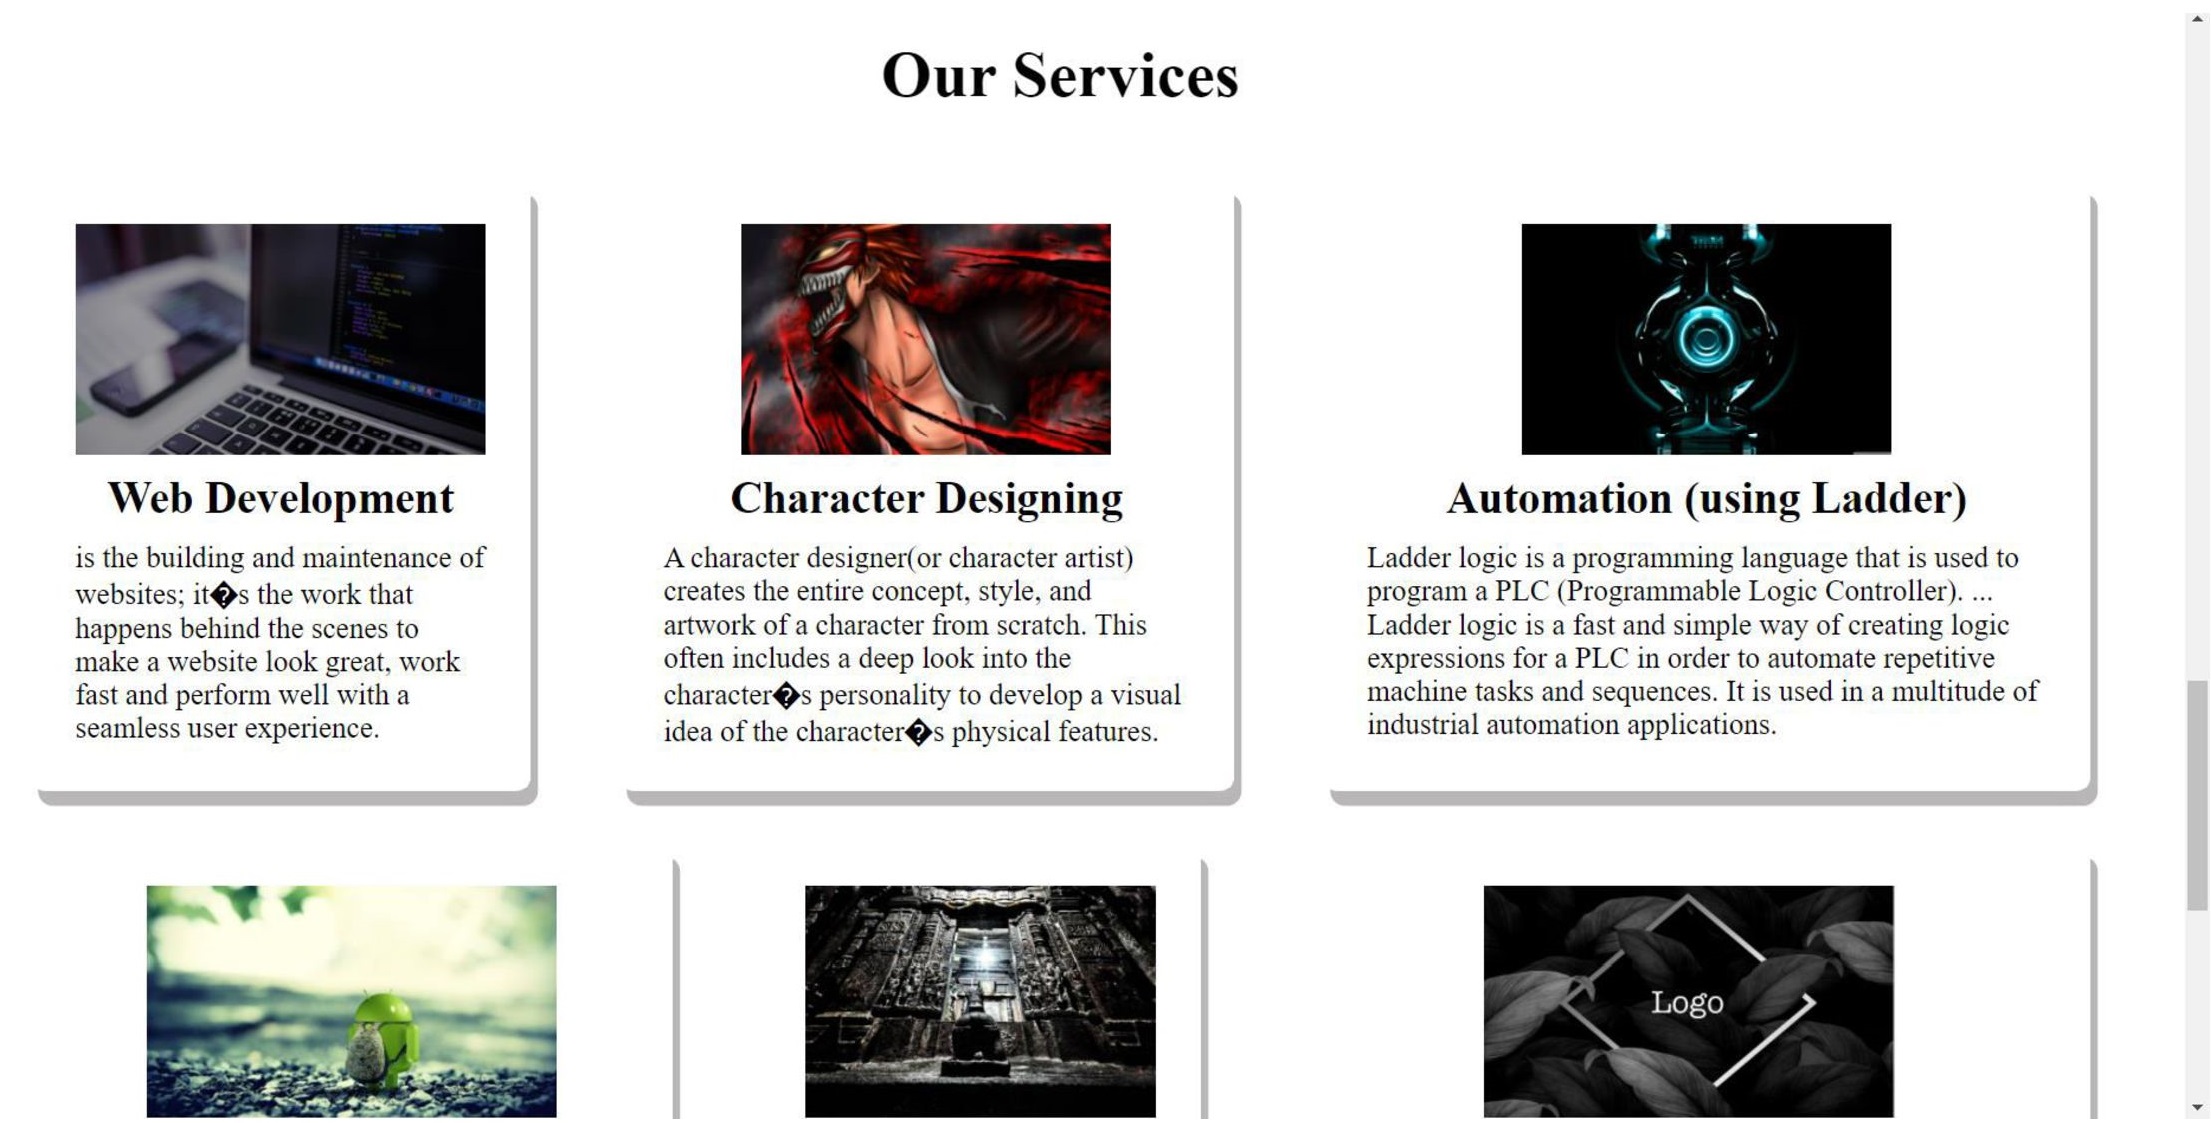 Our Services
Web Development
is the building and maintenance of
websites; it�s the work that
happens behind the scenes to
make a website look great, work
fast and perform well with a
seamless user experience.
Character Designing
A character designer(or character artist)
creates the entire concept, style, and
artwork of a character from scratch. This
often includes a deep look into the
character�s personality to develop a visual
idea of the character�s physical features.
Automation (using Ladder)
Ladder logic is a programming language that is used to
program a PLC (Programmable Logic Controller). ...
Ladder logic is a fast and simple way of creating logic
expressions for a PLC in order to automate repetitive
machine tasks and sequences. It is used in a multitude of
industrial automation applications.
Logo